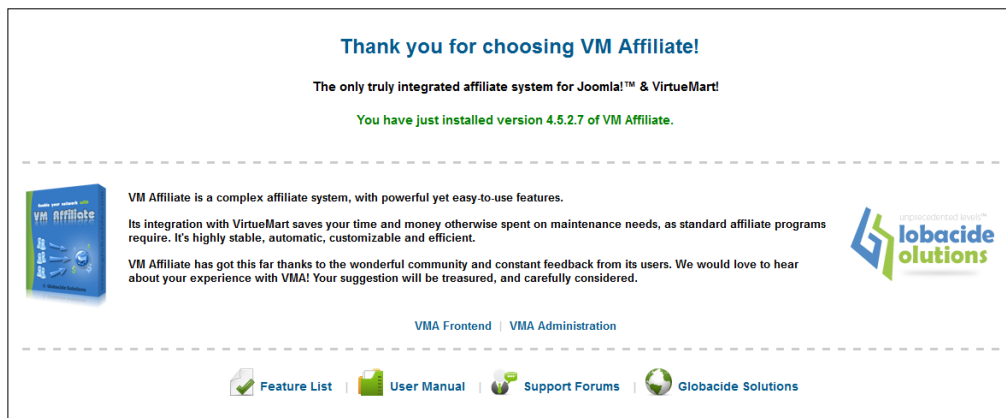 Thank you for choosing VM Affiliate!
The only truly integrated affiliate system for Joomla!™ & VirtueMart!
You have just installed version 4.5.2.7 of VM Affiliate.
VM Affiliate
VM Affiliate is a complex affiliate system, with powerful yet easy-to-use features.
Its integration with VirtueMart saves your time and money otherwise spent on maintenance needs, as standard affiliate programs
require. It's highly stable, automatic, customizable and efficient.
VM Affiliate has got this far thanks to the wonderful community and constant feedback from its users. We would love to hear
about your experience with VMA! Your suggestion will be treasured, and carefully considered.
unprecedented levels™
lobacide
olutions
VMA Frontend | VMA Administration
Feature List | User Manual | Support Forums | Globacide Solutions